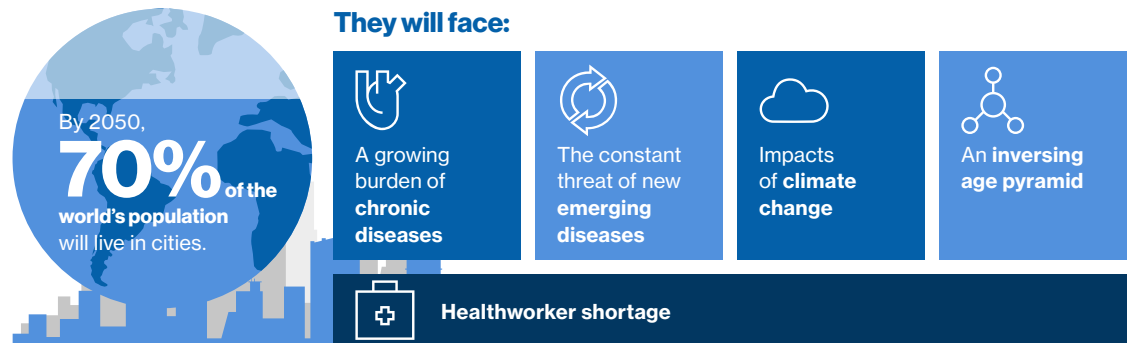 They will face:
By 2050,
70% of the
world's population
will live in cities.
A growing
burden of
chronic
diseases
The constant
threat of new
emerging
diseases
Impacts
of climate
change
An inversing
age pyramid
Healthworker shortage